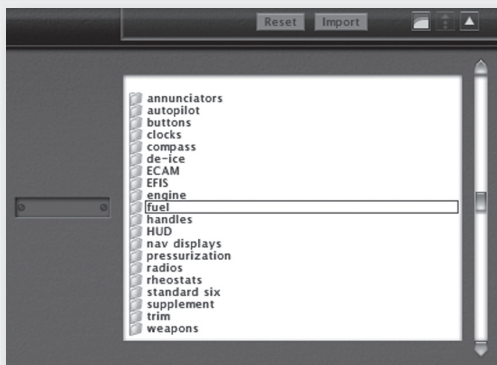 Reset Import
annunciators
autopilot
buttons
clocks
compass
de-ice
ECAM
EFIS
engine
fuel
handles
HUD
nav displays
pressurization
radios
rheostats
standard six
supplement
trim
weapons